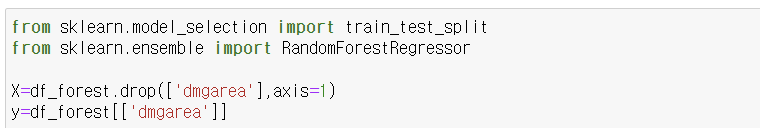 from sklearn.model_selection import train_test_split
from sklearn.ensemble import RandomForestRegressor
X=df_forest.drop(['dmgarea'],axis=1)
y=df_forest[['dmgarea']]